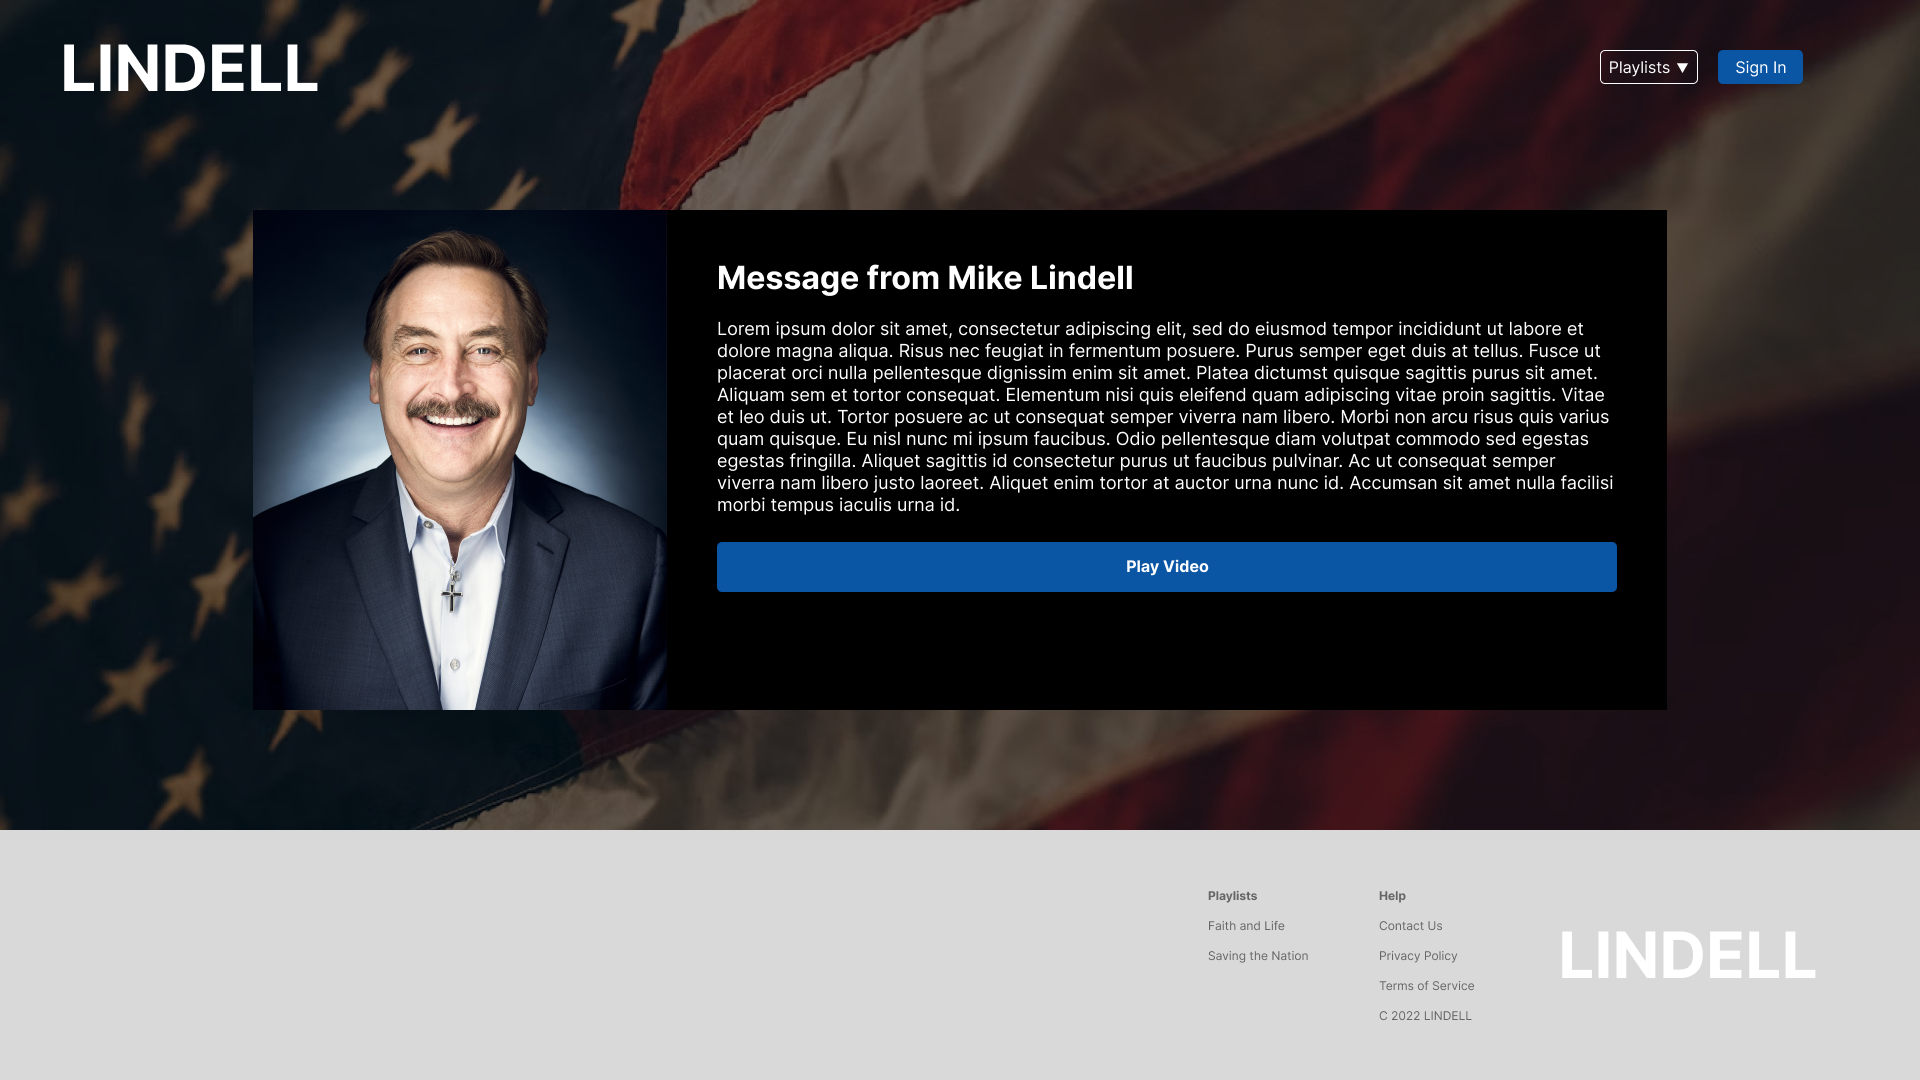 LINDELL
Playlists ▼
Sign In
Message from Mike Lindell
Lorem ipsum dolor sit amet, consectetur adipiscing elit, sed do eiusmod tempor incididunt ut labore et
dolore magna aliqua. Risus nec feugiat in fermentum posuere. Purus semper eget duis at tellus. Fusce ut
placerat orci nulla pellentesque dignissim enim sit amet. Platea dictumst quisque sagittis purus sit amet.
Aliquam sem et tortor consequat. Elementum nisi quis eleifend quam adipiscing vitae proin sagittis. Vitae
et leo duis ut. Tortor posuere ac ut consequat semper viverra nam libero. Morbi non arcu risus quis varius
quam quisque. Eu nisl nunc mi ipsum faucibus. Odio pellentesque diam volutpat commodo sed egestas
egestas fringilla. Aliquet sagittis id consectetur purus ut faucibus pulvinar. Ac ut consequat semper
viverra nam libero justo laoreet. Aliquet enim tortor at auctor urna nunc id. Accumsan sit amet nulla facilisi
morbi tempus iaculis urna id.
Play Video
Playlists
Faith and Life
Saving the Nation
Help
Contact Us
Privacy Policy
Terms of Service
C 2022 LINDELL
LINDELL